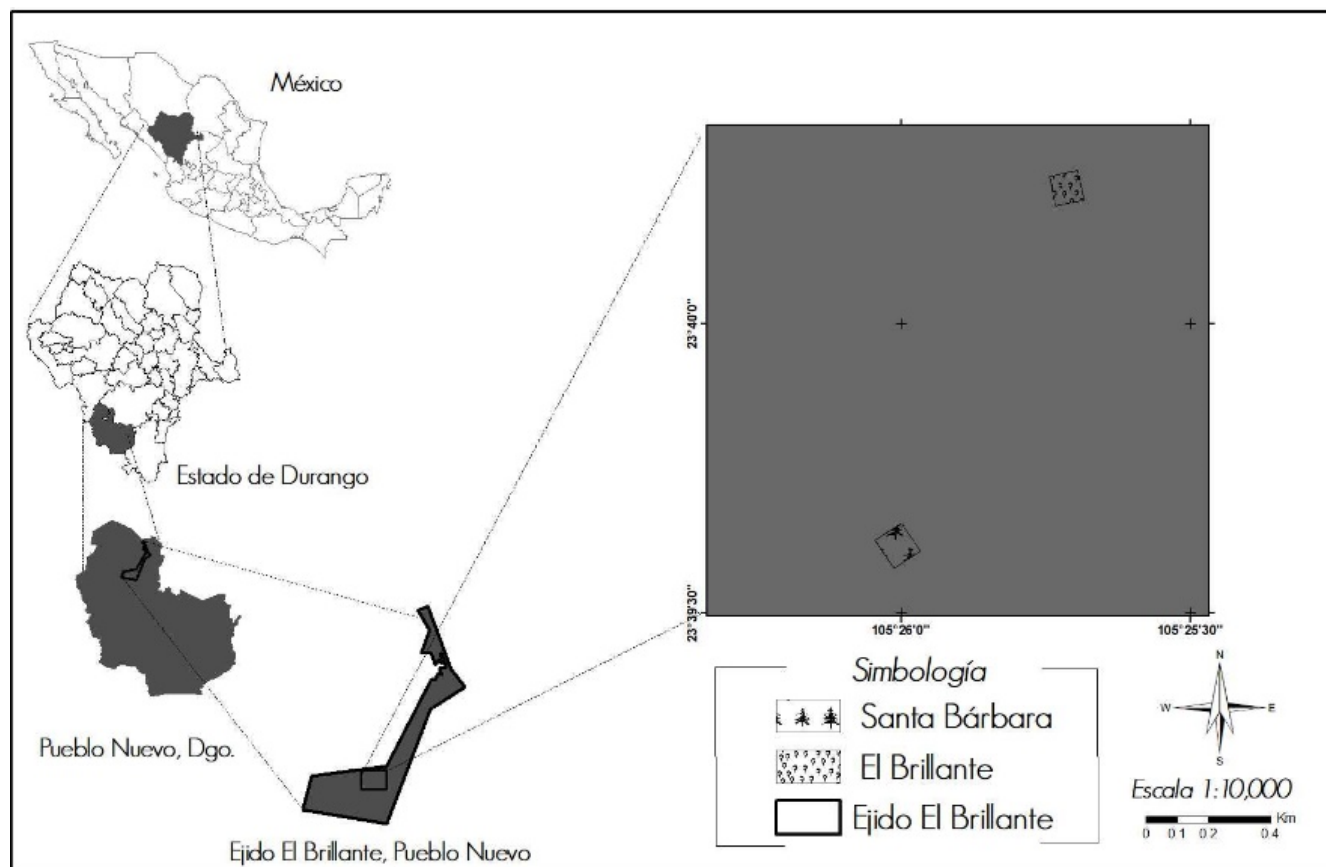 México
Estado de Durango
Pueblo Nuevo, Dgo.
Ejido El Brillante, Pueblo Nuevo
23°40'0"
23°39'30"
105°26'0"
105°25'30"
Simbología
Santa Bárbara
El Brillante
Ejido El Brillante
N
W E
S
Escala 1:10,000
Km
0 0.1 0.2 0.4